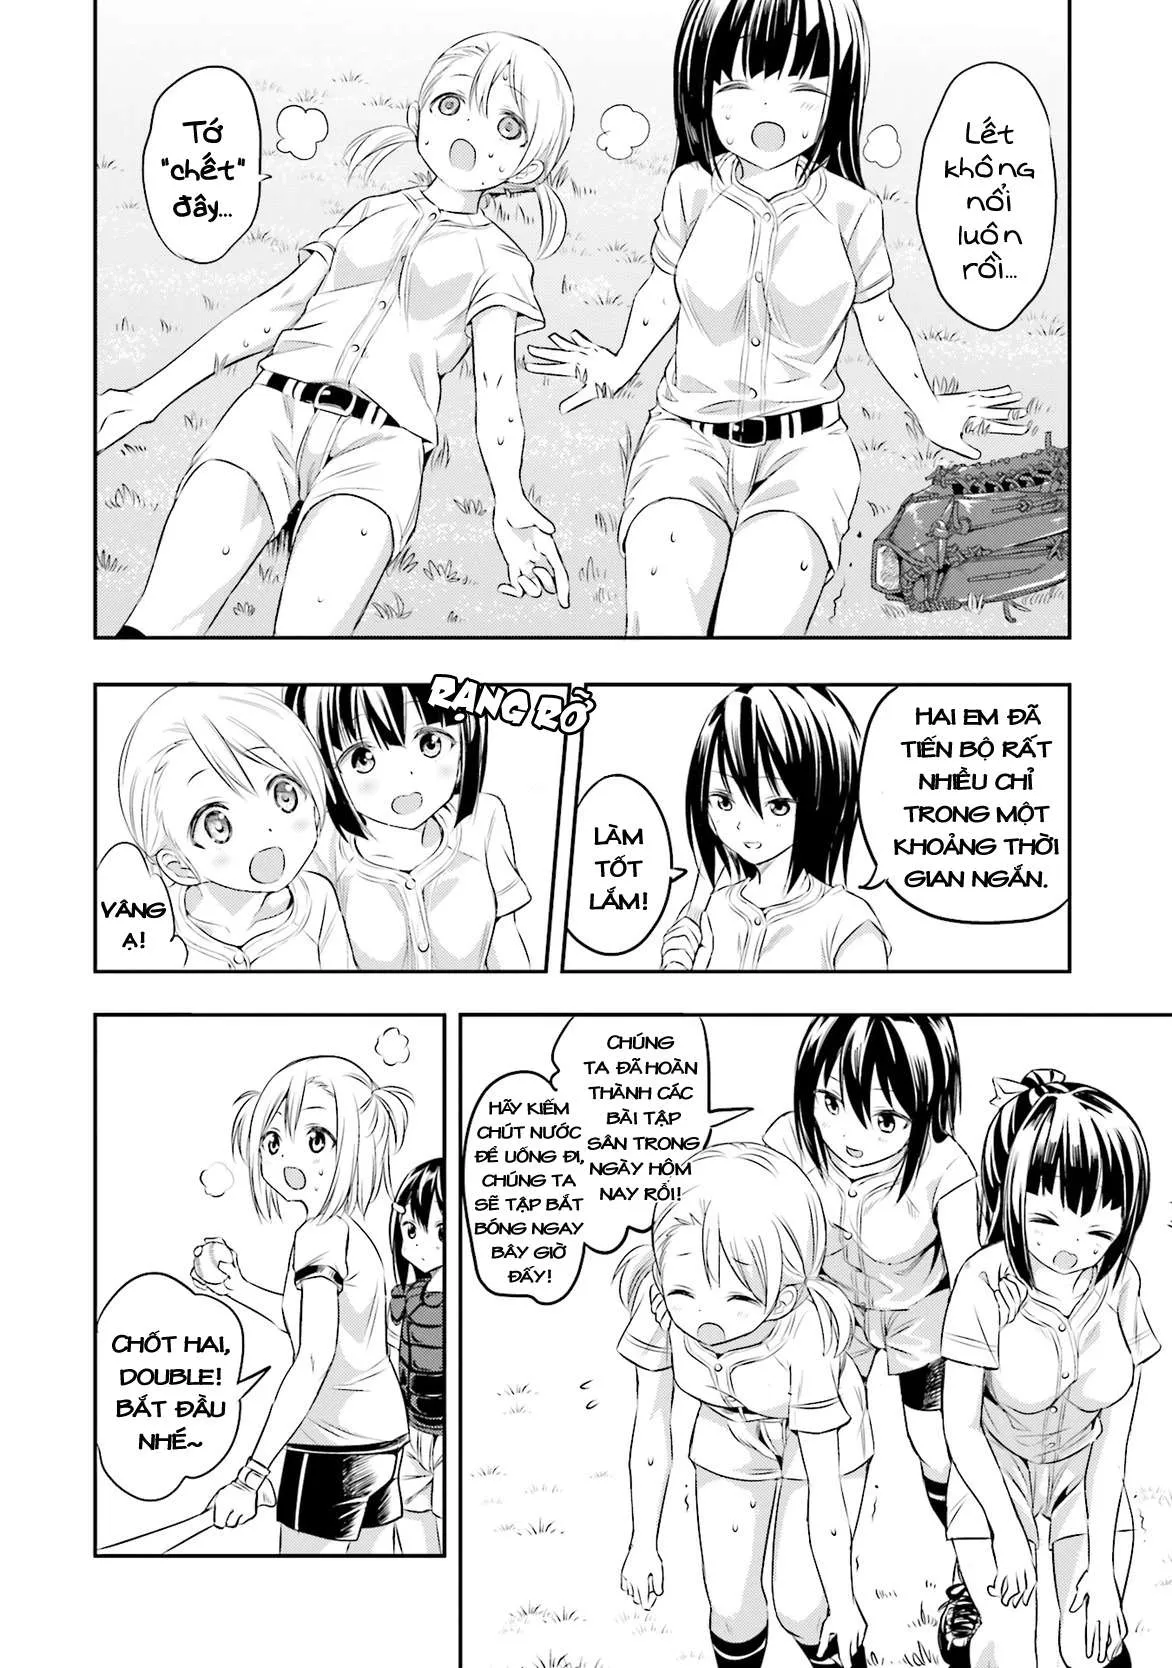 Lết
không
nổi
luôn
rồi...
Tớ
"chết"
đây...
HAI EM ĐÃ
TIẾN BỘ RẤT
NHIỀU CHỈ
TRONG MỘT
KHOẢNG THỜI
GIAN NGẮN.
LÀM
TỐT
LẮM!
RẠNG RỠ
VÂNG
Ạ!
CHÚNG
TA ĐÃ HOÀN
THÀNH CÁC
BÀI TẬP
SÂN TRONG
NGÀY HÔM
NAY RỒI!
HÃY KIẾM
CHÚT NƯỚC
ĐỂ UỐNG ĐI,
CHÚNG TA
SẼ TẬP BẮT
BÓNG NGAY
BÂY GIỜ
ĐẤY!
CHỐT HAI,
DOUBLE!
BẮT ĐẦU
NHÉ~